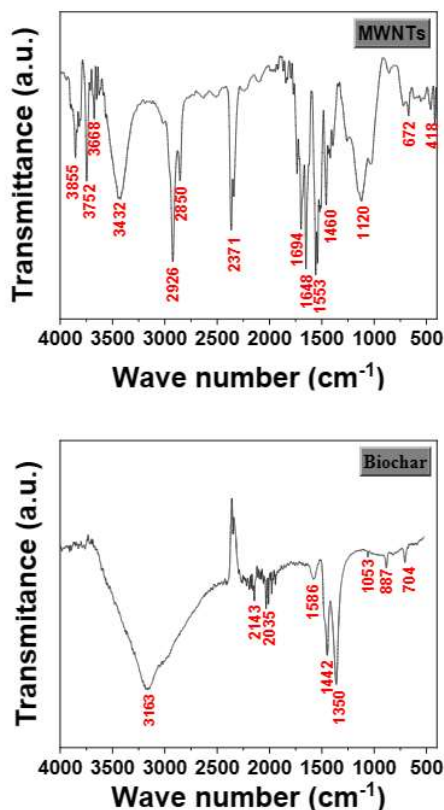 MWNTs
Transmittance (a.u.)
3855
3752
3668
3432
2926
2850
2371
1694
1648
1553
1460
1120
672
418
4000 3500 3000 2500 2000 1500 1000 500
Wave number (cm-1)
Biochar
Transmittance (a.u.)
3163
2143
2035
1586
1442
1350
1053
887
704
4000 3500 3000 2500 2000 1500 1000 500
Wave number (cm-1)